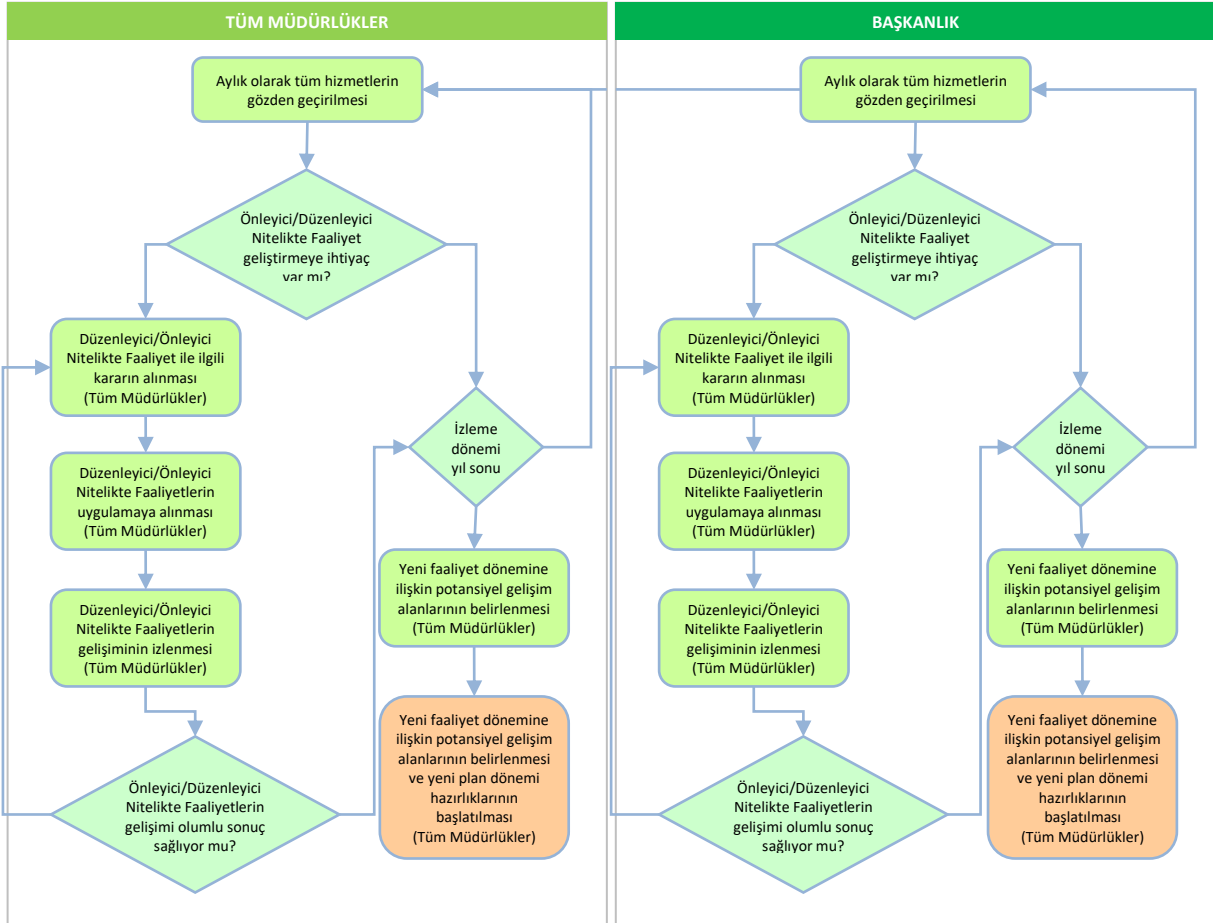 TÜM MÜDÜRLÜKLER
Aylık olarak tüm hizmetlerin
gözden geçirilmesi
Önleyici/Düzenleyici
Nitelikte Faaliyet
geliştirmeye ihtiyaç
var mı?
Düzenleyici/Önleyici
Nitelikte Faaliyet ile ilgili
kararın alınması
(Tüm Müdürlükler)
İzleme
dönemi
yıl sonu
Düzenleyici/Önleyici
Nitelikte Faaliyetlerin
uygulamaya alınması
(Tüm Müdürlükler)
Yeni faaliyet dönemine
ilişkin potansiyel gelişim
alanlarının belirlenmesi
(Tüm Müdürlükler)
Düzenleyici/Önleyici
Nitelikte Faaliyetlerin
gelişiminin izlenmesi
(Tüm Müdürlükler)
Yeni faaliyet dönemine
ilişkin potansiyel gelişim
alanlarının belirlenmesi
ve yeni plan dönemi
hazırlıklarının
başlatılması
(Tüm Müdürlükler)
Önleyici/Düzenleyici
Nitelikte Faaliyetlerin
gelişimi olumlu sonuç
sağlıyor mu?
BAŞKANLIK
Aylık olarak tüm hizmetlerin
gözden geçirilmesi
Önleyici/Düzenleyici
Nitelikte Faaliyet
geliştirmeye ihtiyaç
var mı?
Düzenleyici/Önleyici
Nitelikte Faaliyet ile ilgili
kararın alınması
(Tüm Müdürlükler)
İzleme
dönemi
yıl sonu
Düzenleyici/Önleyici
Nitelikte Faaliyetlerin
uygulamaya alınması
(Tüm Müdürlükler)
Yeni faaliyet dönemine
ilişkin potansiyel gelişim
alanlarının belirlenmesi
(Tüm Müdürlükler)
Düzenleyici/Önleyici
Nitelikte Faaliyetlerin
gelişiminin izlenmesi
(Tüm Müdürlükler)
Yeni faaliyet dönemine
ilişkin potansiyel gelişim
alanlarının belirlenmesi
ve yeni plan dönemi
hazırlıklarının
başlatılması
(Tüm Müdürlükler)
Önleyici/Düzenleyici
Nitelikte Faaliyetlerin
gelişimi olumlu sonuç
sağlıyor mu?